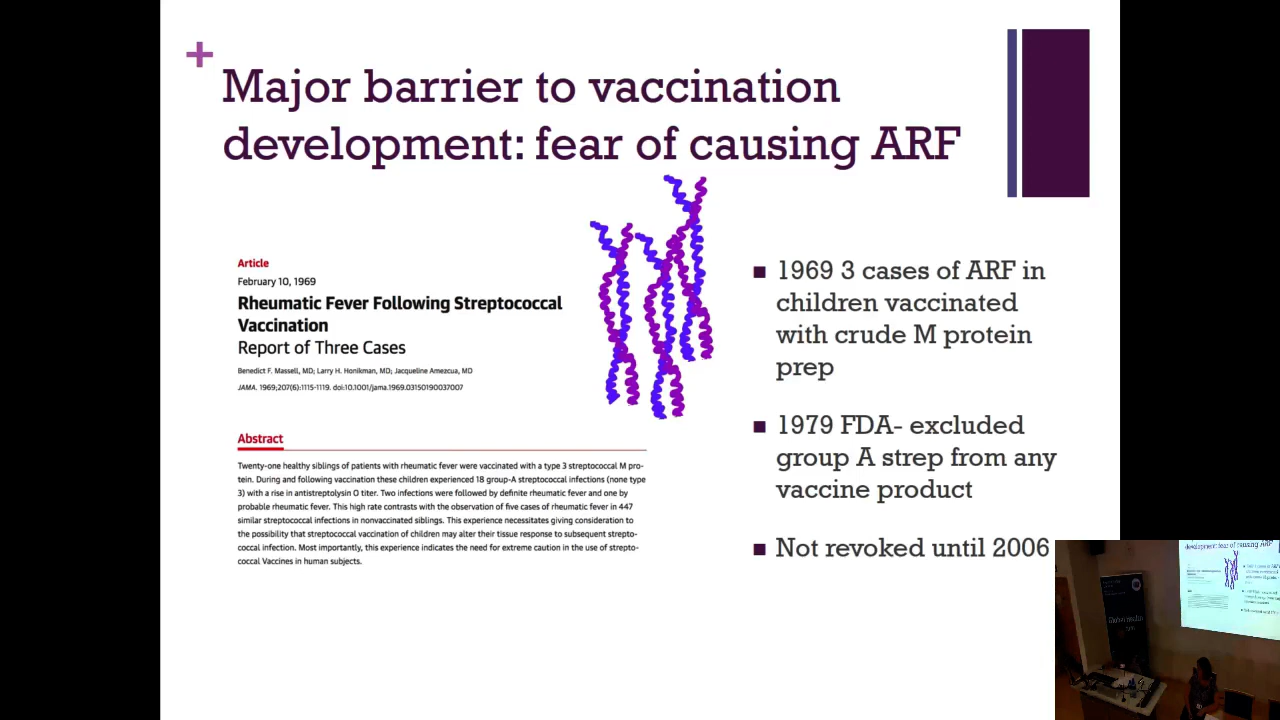 +
Major barrier to vaccination
development: fear of causing ARF
Article
February 10, 1969
Rheumatic Fever Following Streptococcal
Vaccination
Report of Three Cases
Benedict F. Massell, MD; Larry H. Honikman, MD; Jacqueline Amezcua, MD
JAMA. 1969;207(6):1115-1119. doi:10.1001/jama.1969.03150190037007
Abstract
Twenty-one healthy siblings of patients with rheumatic fever were vaccinated with a type 3 streptococcal M pro-
tein. During and following vaccination these children experienced 18 group-A streptococcal infections (none type
3) with a rise in antistreptolysin O titer. Two infections were followed by definite rheumatic fever and one by
probable rheumatic fever. This high rate contrasts with the observation of five cases of rheumatic fever in 447
similar streptococcal infections in nonvaccinated siblings. This experience necessitates giving consideration to
the possibility that streptococcal vaccination of children may alter their tissue response to subsequent strepto-
coccal infection. Most importantly, this experience indicates the need for extreme caution in the use of strepto-
coccal Vaccines in human subjects.
■ 1969 3 cases of ARF in
children vaccinated
with crude M protein
prep
■ 1979 FDA- excluded
group A strep from any
vaccine product
■ Not revoked until 2006
development: fear of causing ARF